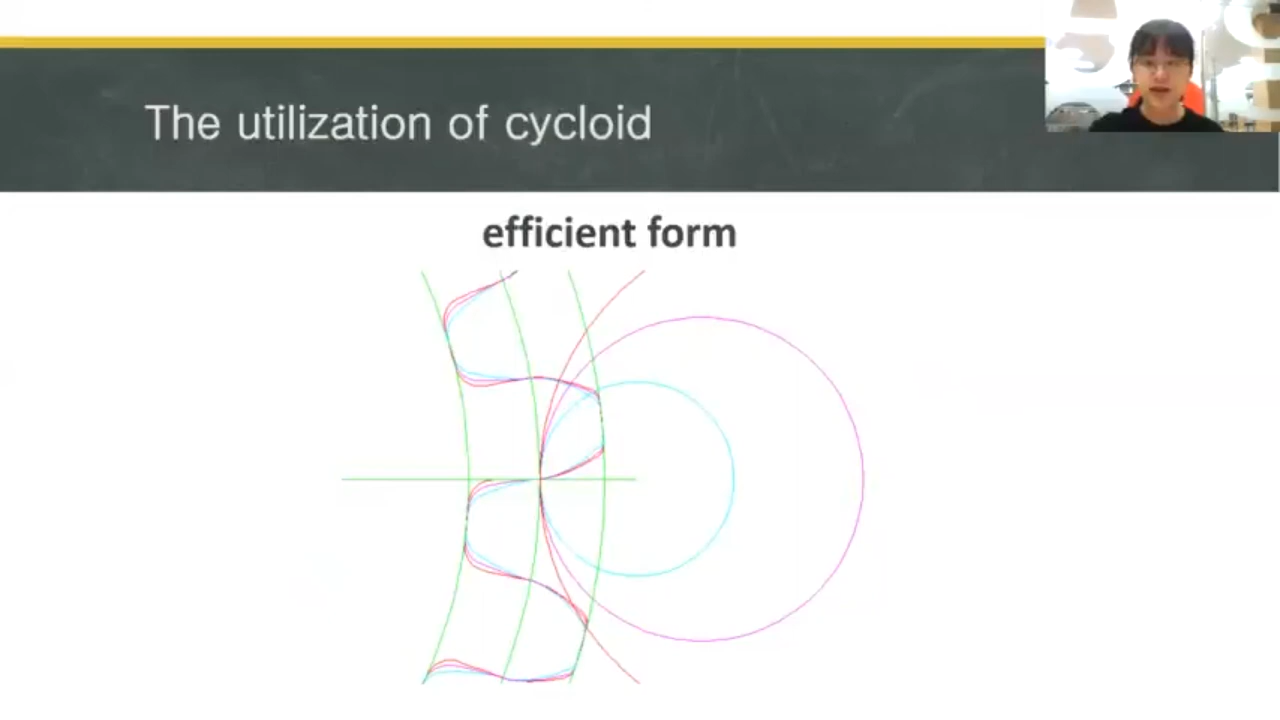 The utilization of cycloid
efficient form